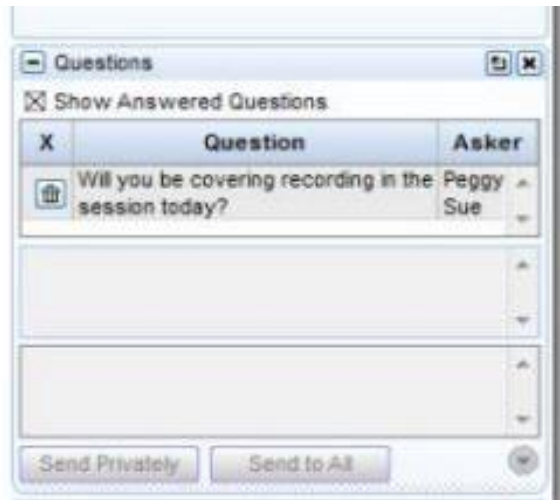 Questions
Show Answered Questions
X Question Asker
Will you be covering recording in the Peggy
session today? Sue
Send Privately Send to All